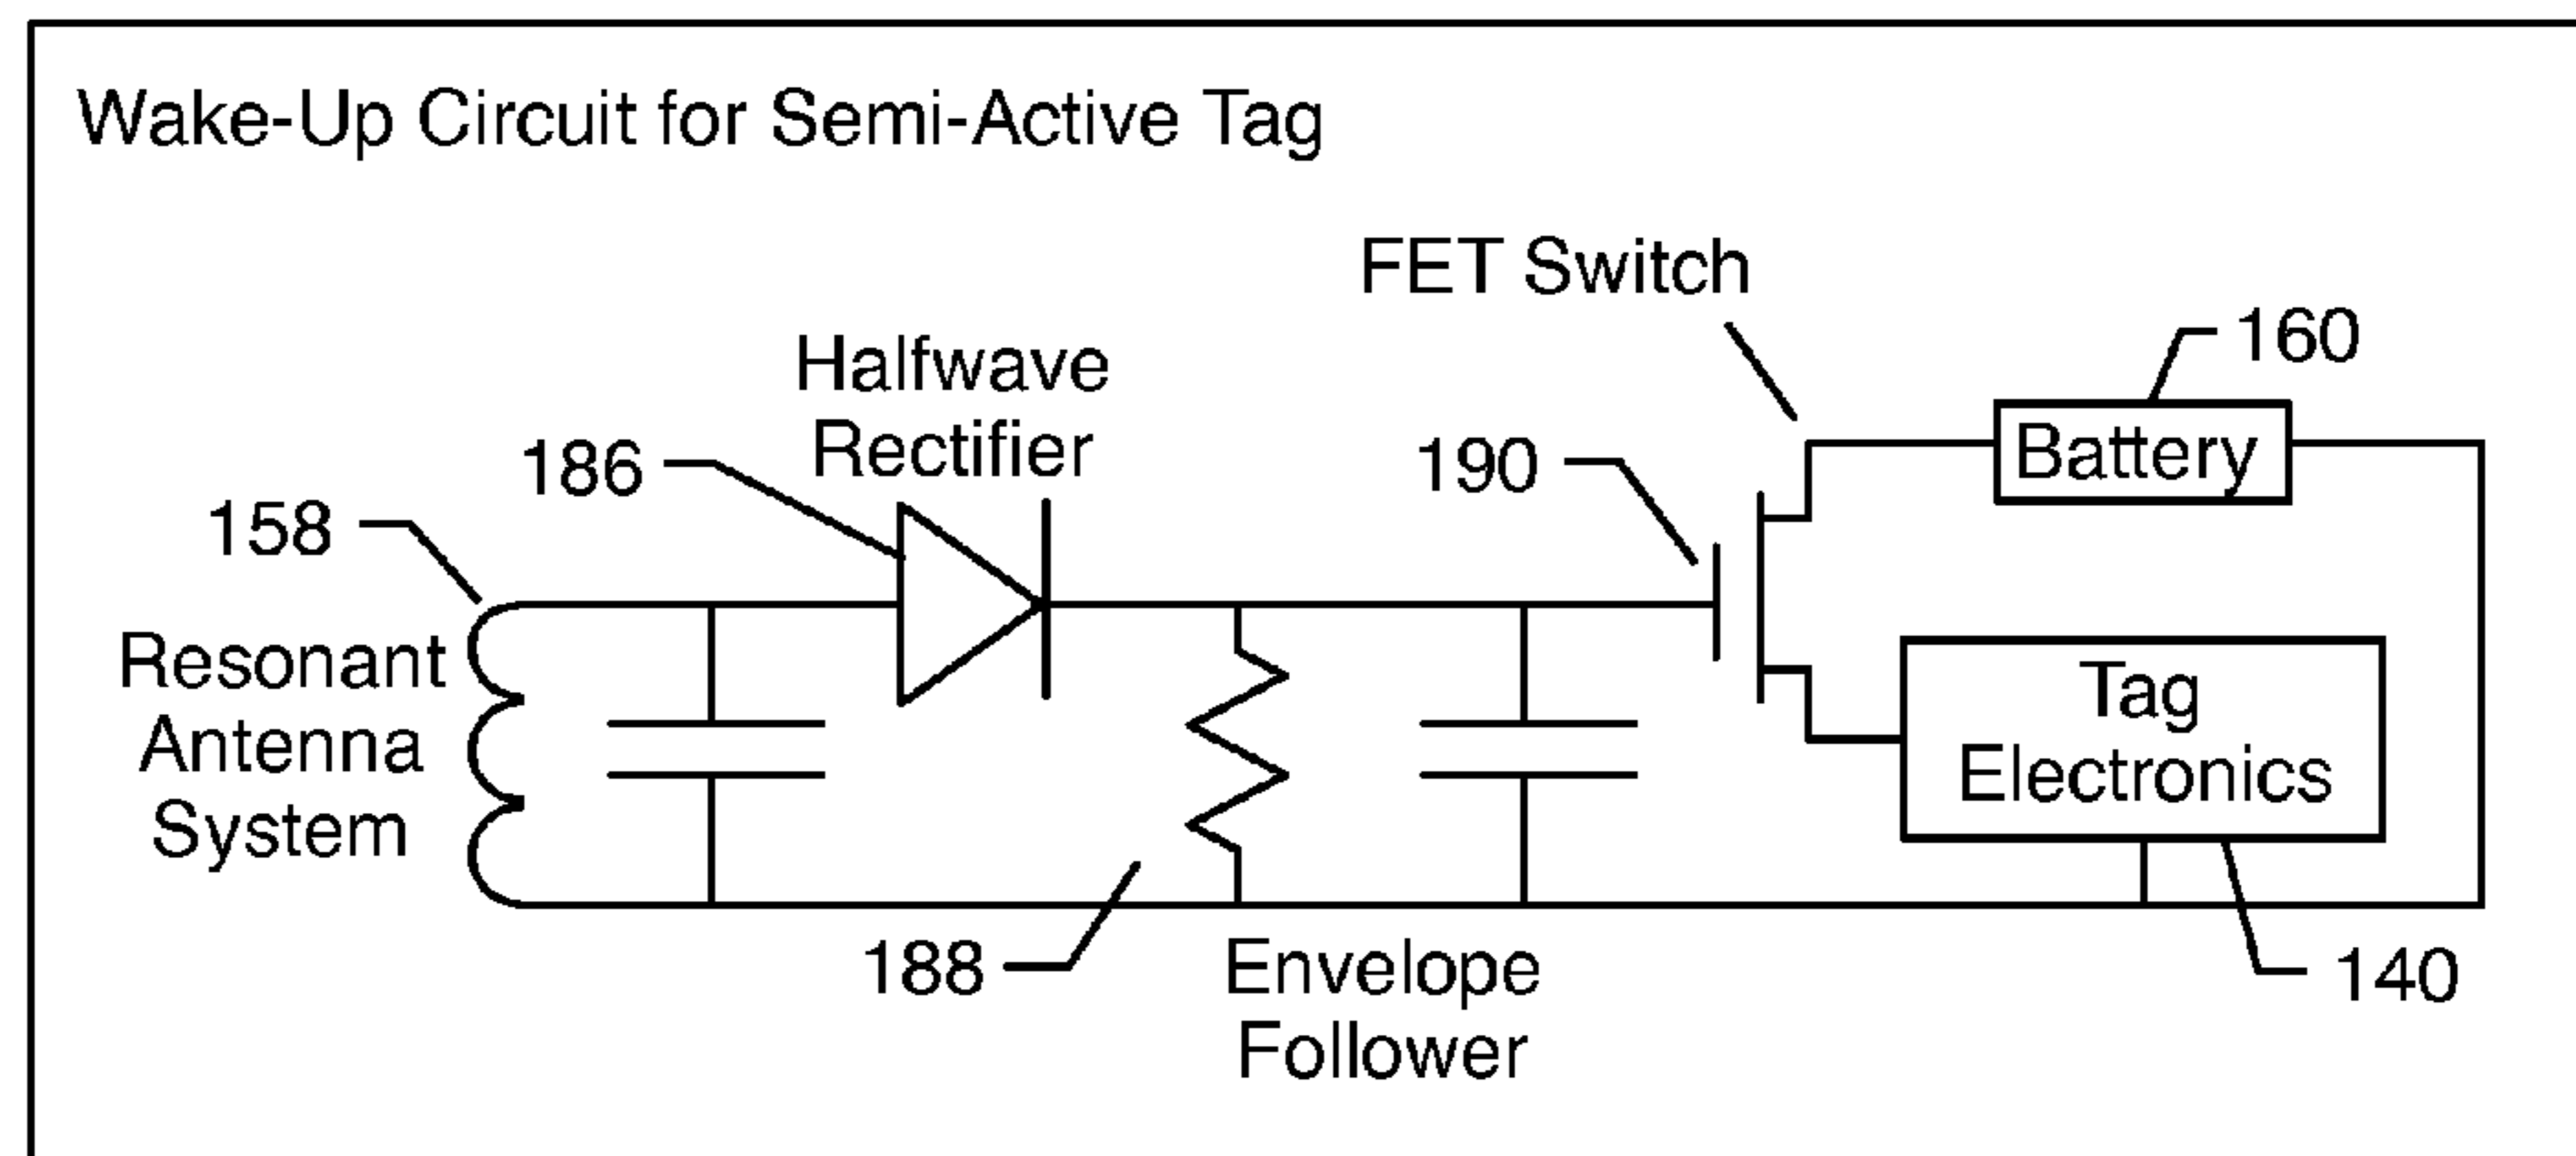 Wake-Up Circuit for Semi-Active Tag
FET Switch
160
Halfwave
Rectifier
186
190
Battery
158
Resonant
Antenna
System
Tag
Electronics
188
Envelope
Follower
140